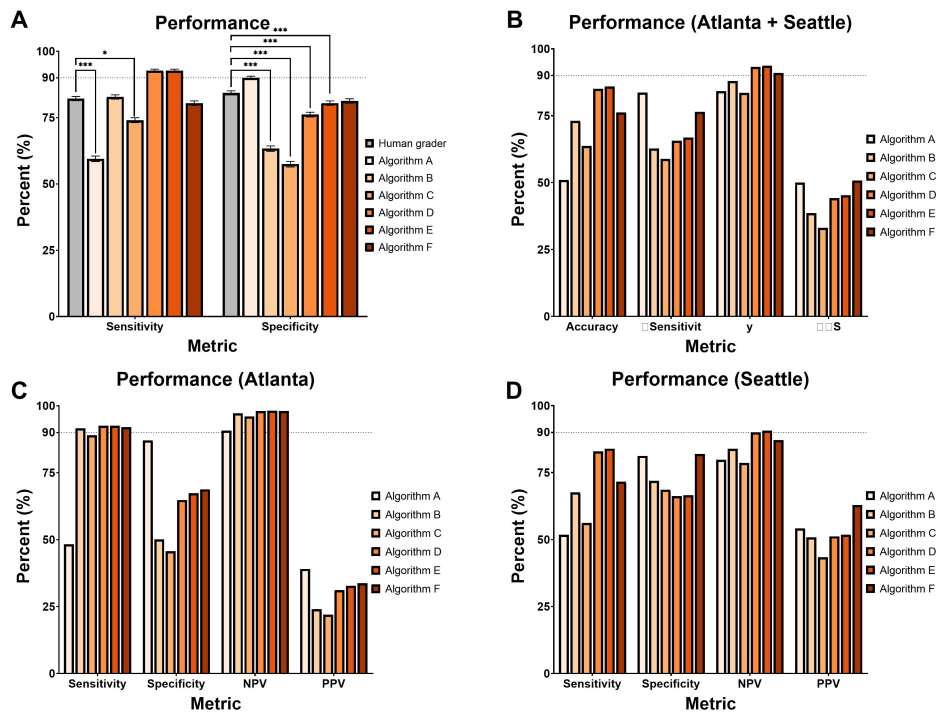 A
Performance
Percent (%)
100
90
75
50
25
0
***
*
***
***
***
***
Sensitivity
Specificity
Metric
Human grader
Algorithm A
Algorithm B
Algorithm C
Algorithm D
Algorithm E
Algorithm F
B
Performance (Atlanta + Seattle)
Percent (%)
100
90
75
50
25
0
Accuracy
□Sensitivit
y
□□S
Metric
Algorithm A
Algorithm B
Algorithm C
Algorithm D
Algorithm E
Algorithm F
C
Performance (Atlanta)
Percent (%)
100
90
75
50
25
0
Sensitivity
Specificity
NPV
PPV
Metric
Algorithm A
Algorithm B
Algorithm C
Algorithm D
Algorithm E
Algorithm F
D
Performance (Seattle)
Percent (%)
100
90
75
50
25
0
Sensitivity
Specificity
NPV
PPV
Metric
Algorithm A
Algorithm B
Algorithm C
Algorithm D
Algorithm E
Algorithm F